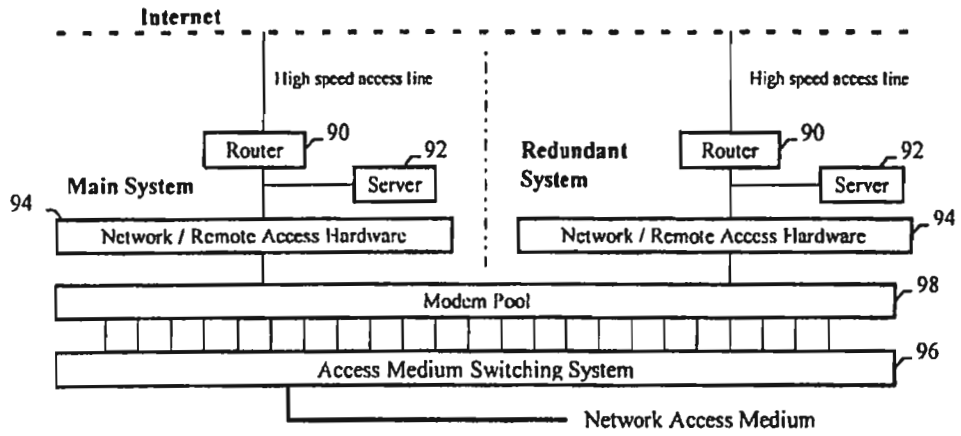 Internet
High speed access line
High speed access line
90
Router
92
Server
Main System
94
Network / Remote Access Hardware
Redundant
System
90
Router
92
Server
Network / Remote Access Hardware
94
Modem Pool
98
Access Medium Switching System
96
Network Access Medium